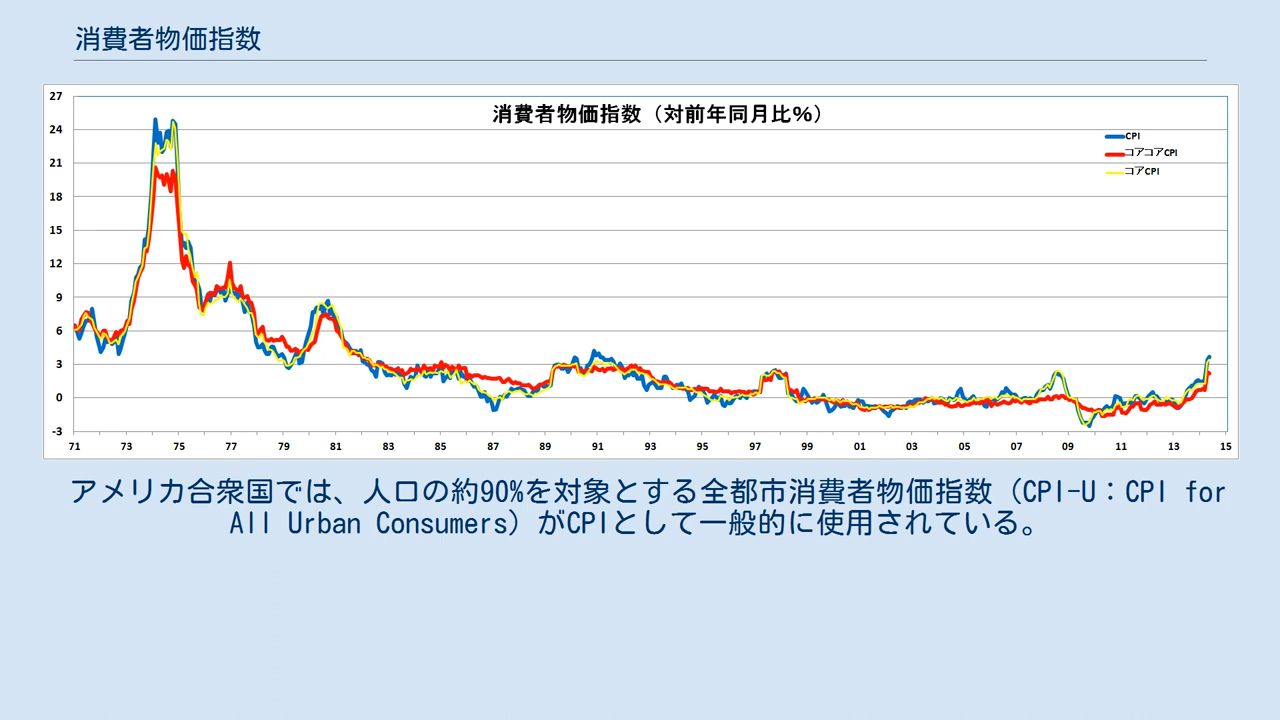 消費者物価指数
消費者物価指数（対前年同月比％）
CPI
コアコアCPI
コアCPI
27
24
21
18
15
12
9
6
3
0
-3
71 73 75 77 79 81 83 85 87 89 91 93 95 97 99 01 03 05 07 09 11 13 15
アメリカ合衆国では、人口の約90%を対象とする全都市消費者物価指数（CPI-U：CPI for
All Urban Consumers）がCPIとして一般的に使用されている。